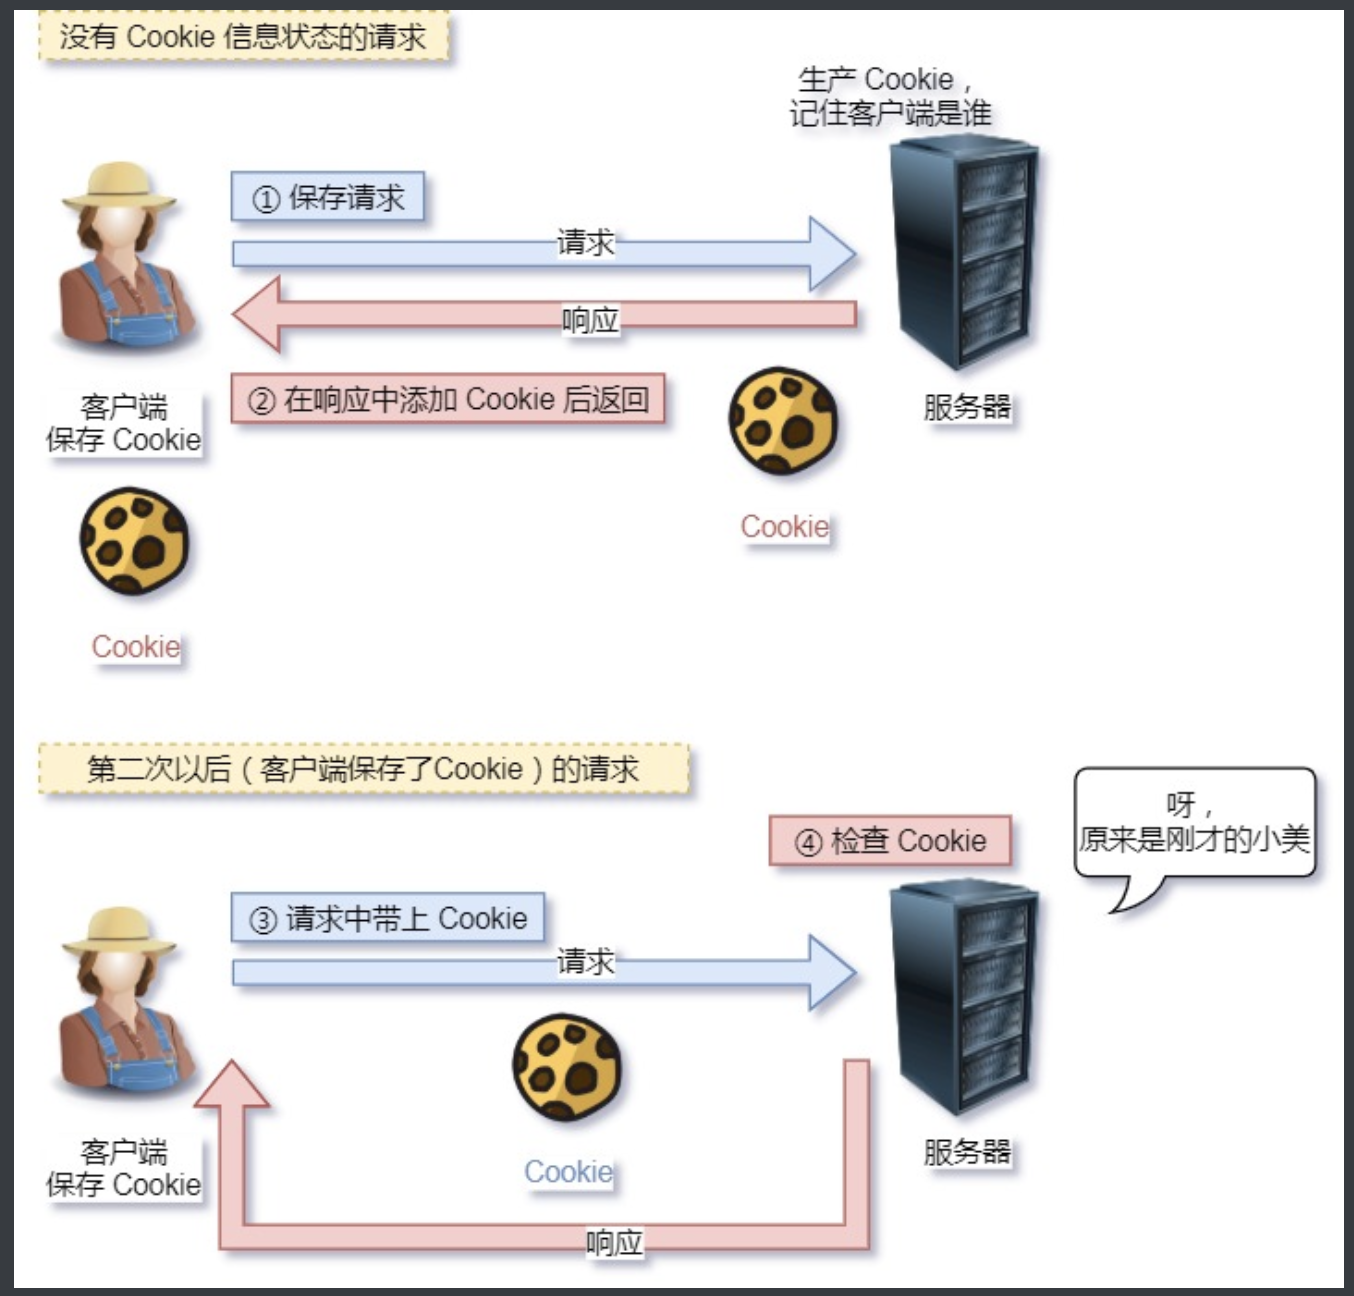 没有 Cookie 信息状态的请求
生产 Cookie，
记住客户端是谁
① 保存请求
请求
响应
② 在响应中添加 Cookie 后返回
客户端
保存 Cookie
服务器
Cookie
Cookie
第二次以后（客户端保存了Cookie）的请求
呀，
原来是刚才的小美
④ 检查 Cookie
③ 请求中带上 Cookie
请求
客户端
保存 Cookie
服务器
Cookie
响应